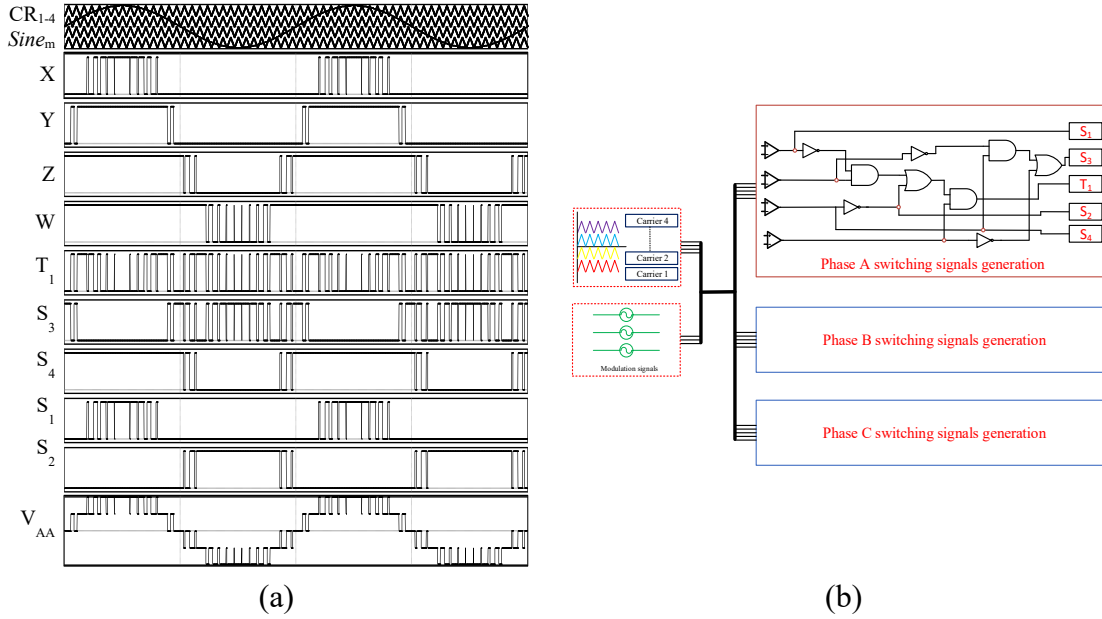 CR1-4
Sinem
X
Y
Z
W
T1
S3
S4
S1
S2
VAA
(a)
S1
S3
T1
S2
S4
Phase A switching signals generation
Carrier 4
Carrier 2
Carrier 1
Modulation signals
Phase B switching signals generation
Phase C switching signals generation
(b)